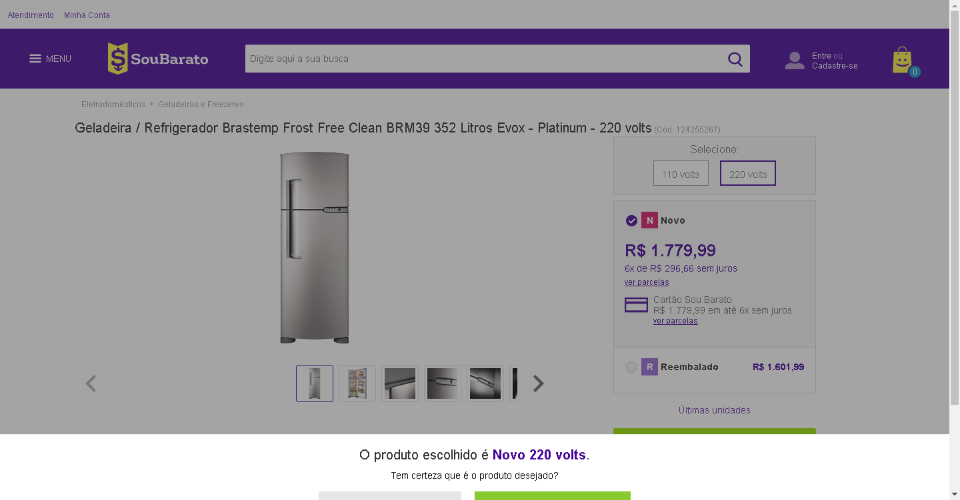 Atendimento Minha Conta
MENU
SouBarato
Digite aqui a sua busca
Entre ou
Cadastre-se
0
Eletrodomésticos Geladeiras e Freezeres
Geladeira / Refrigerador Brastemp Frost Free Clean BRM39 352 Litros Evox - Platinum - 220 volts (Cód. 124266267)
Selecione:
110 volts 220 volts
N Novo
R$ 1.779,99
6x de R$ 296,66 sem juros
ver parcelas
Cartão Sou Barato
R$ 1.779,99 em até 6x sem juros
ver parcelas
R Reembalado R$ 1.601,99
Últimas unidades
O produto escolhido é Novo 220 volts.
Tem certeza que é o produto desejado?